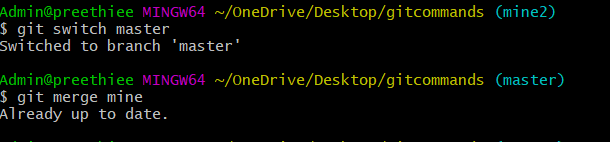 Admin@preethiee MINGW64 ~/OneDrive/Desktop/gitcommands (mine2)
$ git switch master
Switched to branch 'master'
Admin@preethiee MINGW64 ~/OneDrive/Desktop/gitcommands (master)
$ git merge mine
Already up to date.